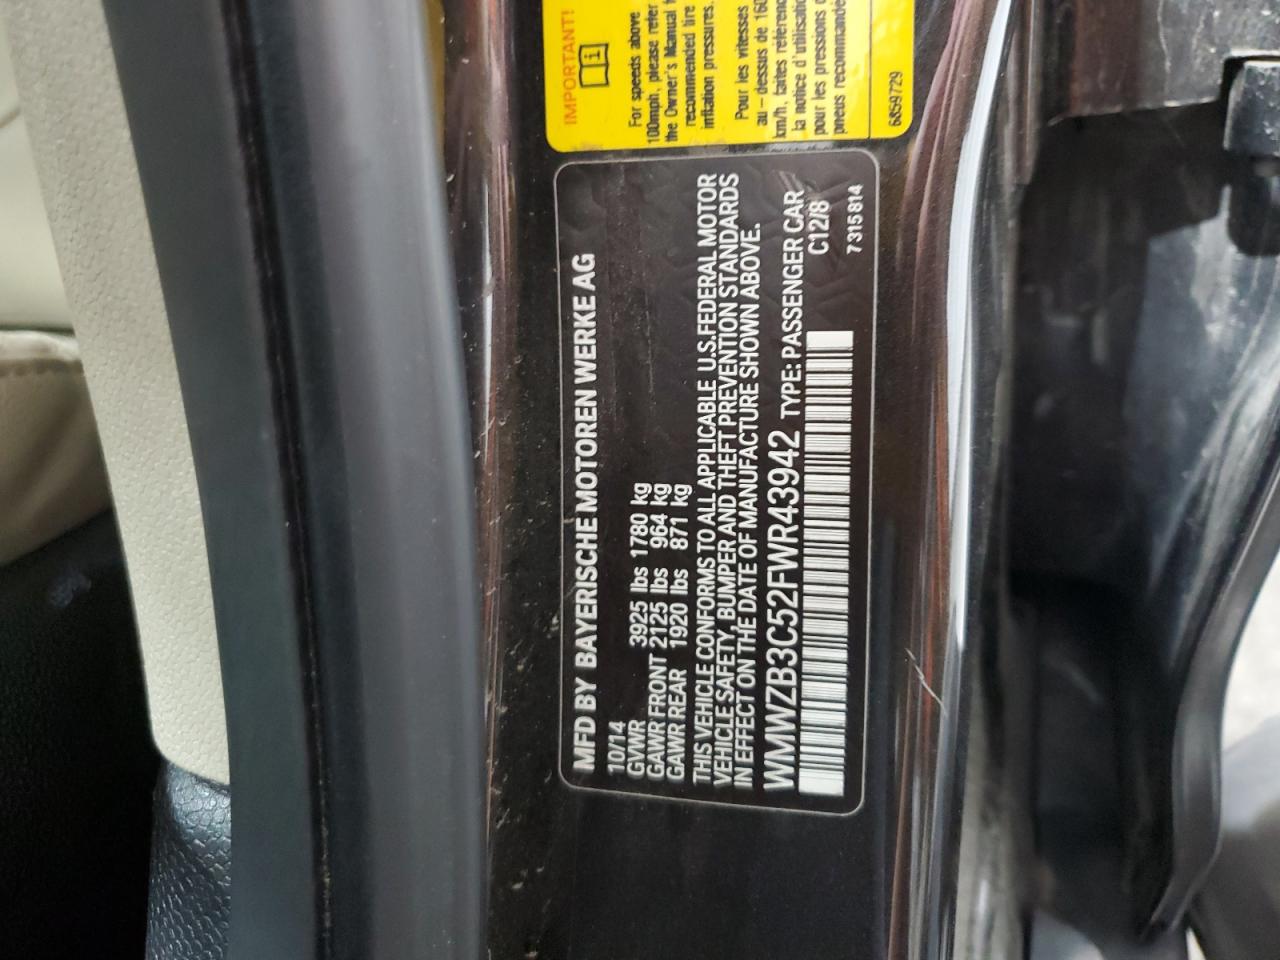 IMPORTANT!
For speeds above
100mph, please refer
the Owner's Manual
recommended tire
inflation pressures.
Pour les vitesses
au-dessus de 160
km/h, faites
la notice d'utilisation
pour les pressions
pneus
6859729
MFD BY BAYERISCHE MOTOREN WERKE AG
10/14
GVWR 3925 lbs 1780 kg
GAWR FRONT 2125 lbs 964 kg
GAWR REAR 1920 lbs 871 kg
THIS VEHICLE CONFORMS TO ALL APPLICABLE U.S.FEDERAL MOTOR
VEHICLE SAFETY, BUMPER AND THEFT PREVENTION STANDARDS
IN EFFECT ON THE DATE OF MANUFACTURE SHOWN ABOVE.
WMWZB3C52FWR43942 TYPE: PASSENGER CAR
C12/8
7315814